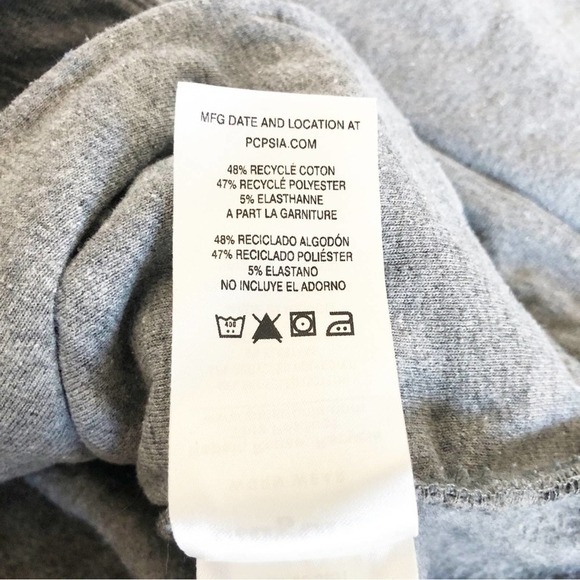 MFG DATE AND LOCATION AT
PCPSIA.COM
48% RECYCLÉ COTON
47% RECYCLÉ POLYESTER
5% ELASTHANNE
A PART LA GARNITURE
48% RECICLADO ALGODÓN
47% RECICLADO POLIÉSTER
5% ELASTANO
NO INCLUYE EL ADORNO